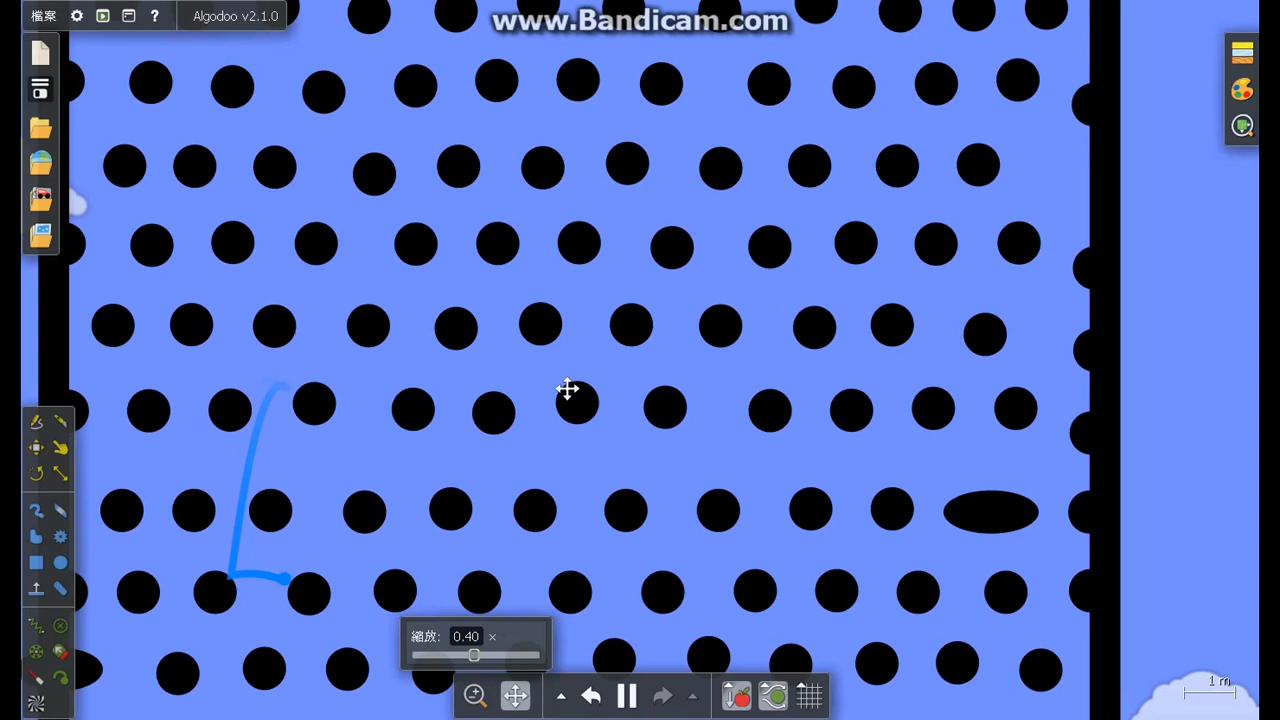 檔案
Algodoo v2.1.0
www.Bandicam.com
縮放: 0.40 ×
1 m